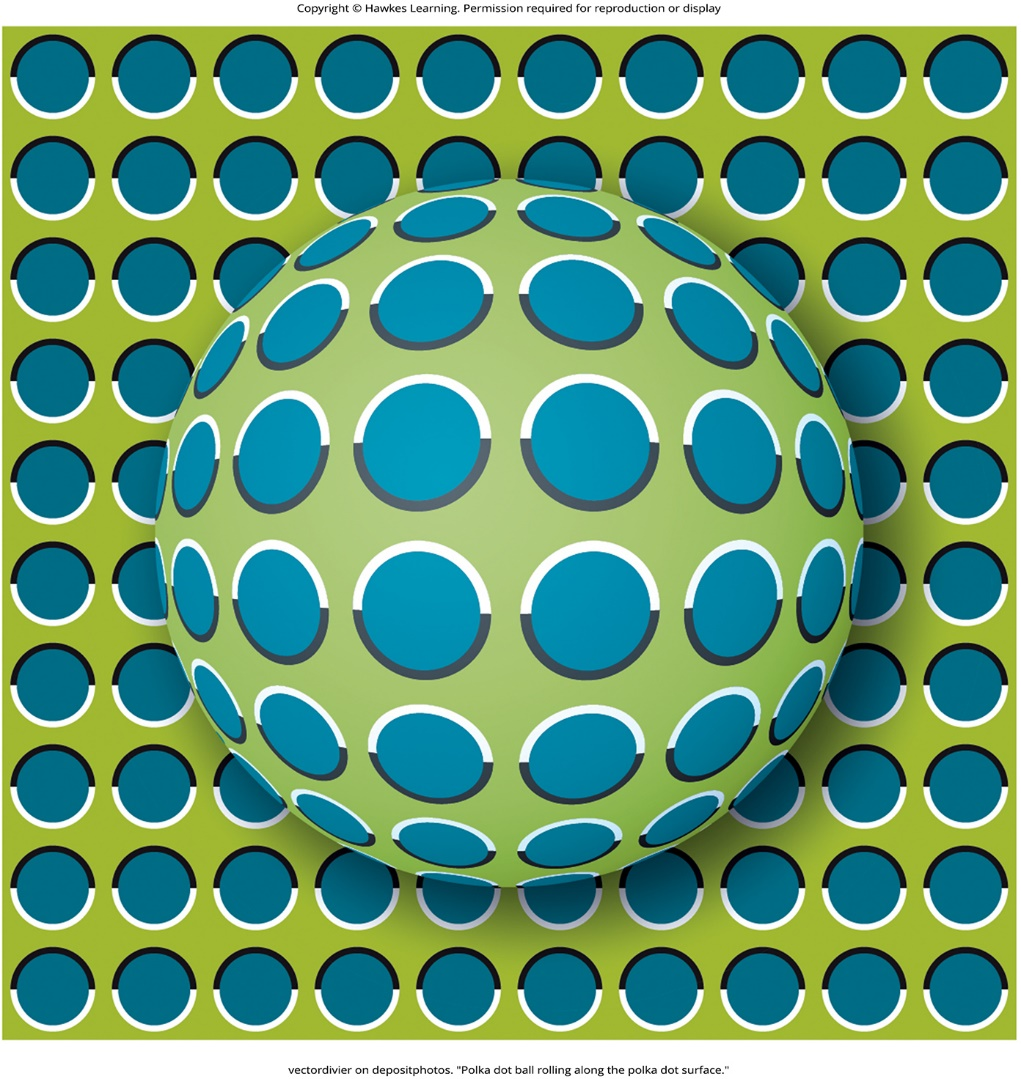 Copyright © Hawkes Learning. Permission required for reproduction or display
vectordivier on depositphotos. "Polka dot ball rolling along the polka dot surface."